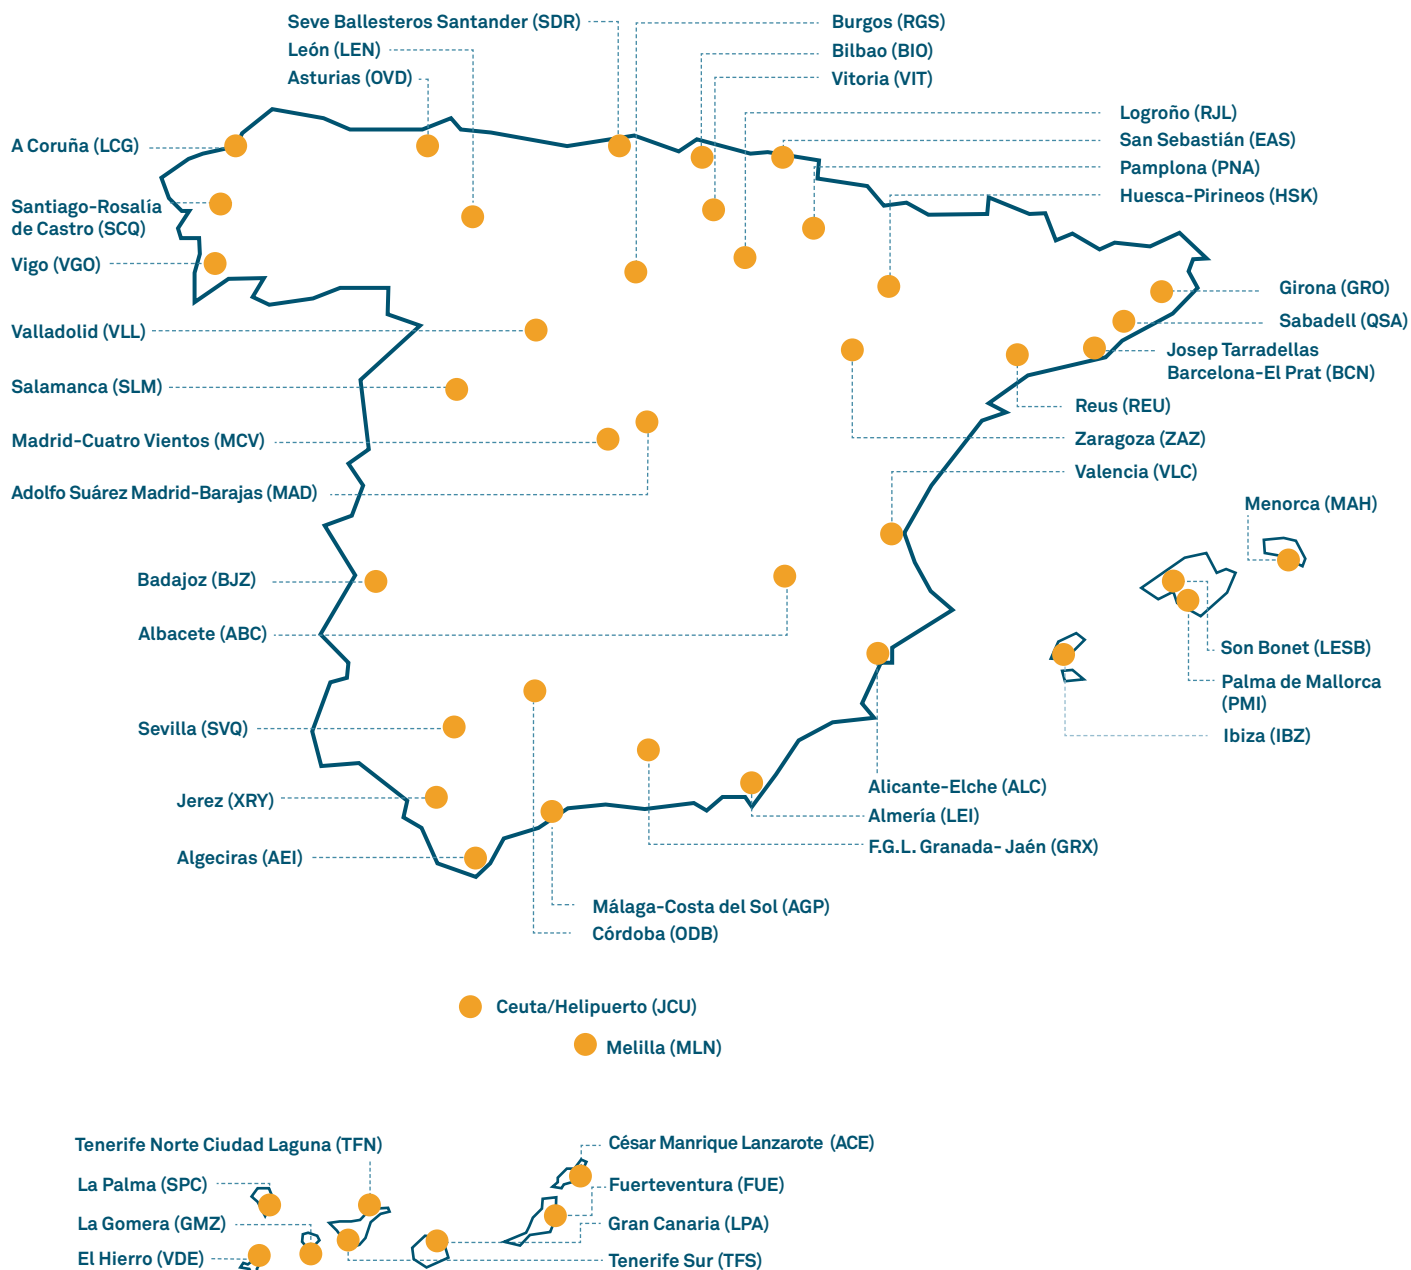 Seve Ballesteros Santander (SDR)
León (LEN)
Asturias (OVD)
Burgos (RGS)
Bilbao (BIO)
Vitoria (VIT)
Logroño (RJL)
San Sebastián (EAS)
Pamplona (PNA)
Huesca-Pirineos (HSK)
A Coruña (LCG)
Santiago-Rosalía
de Castro (SCQ)
Vigo (VGO)
Valladolid (VLL)
Salamanca (SLM)
Madrid-Cuatro Vientos (MCV)
Adolfo Suárez Madrid-Barajas (MAD)
Girona (GRO)
Sabadell (QSA)
Josep Tarradellas
Barcelona-El Prat (BCN)
Reus (REU)
Zaragoza (ZAZ)
Valencia (VLC)
Menorca (MAH)
Badajoz (BJZ)
Albacete (ABC)
Son Bonet (LESB)
Palma de Mallorca
(PMI)
Ibiza (IBZ)
Sevilla (SVQ)
Jerez (XRY)
Algeciras (AEI)
Alicante-Elche (ALC)
Almería (LEI)
F.G.L. Granada- Jaén (GRX)
Málaga-Costa del Sol (AGP)
Córdoba (ODB)
Ceuta/Helipuerto (JCU)
Melilla (MLN)
Tenerife Norte Ciudad Laguna (TFN)
La Palma (SPC)
La Gomera (GMZ)
El Hierro (VDE)
César Manrique Lanzarote (ACE)
Fuerteventura (FUE)
Gran Canaria (LPA)
Tenerife Sur (TFS)